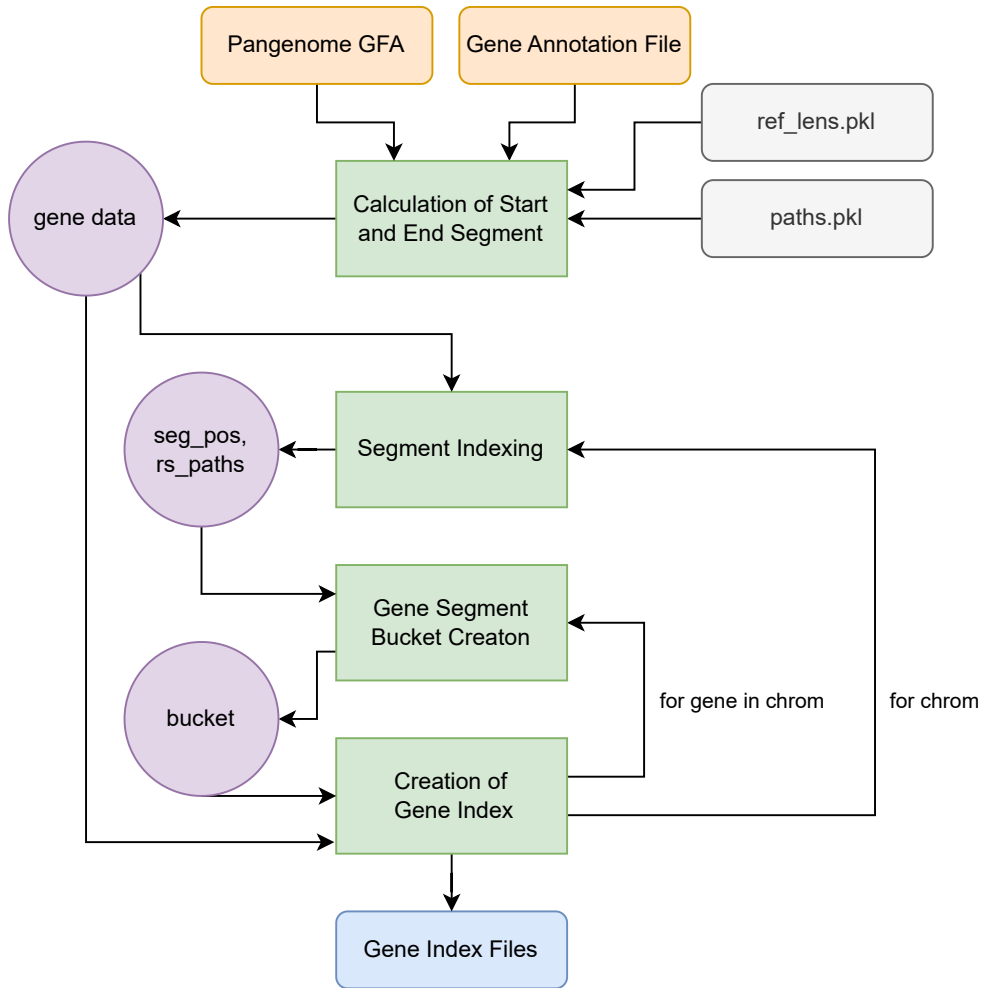 Pangenome GFA
Gene Annotation File
ref_lens.pkl
paths.pkl
gene data
Calculation of Start
and End Segment
seg_pos,
rs_paths
Segment Indexing
Gene Segment
Bucket Creaton
for gene in chrom
for chrom
bucket
Creation of
Gene Index
Gene Index Files